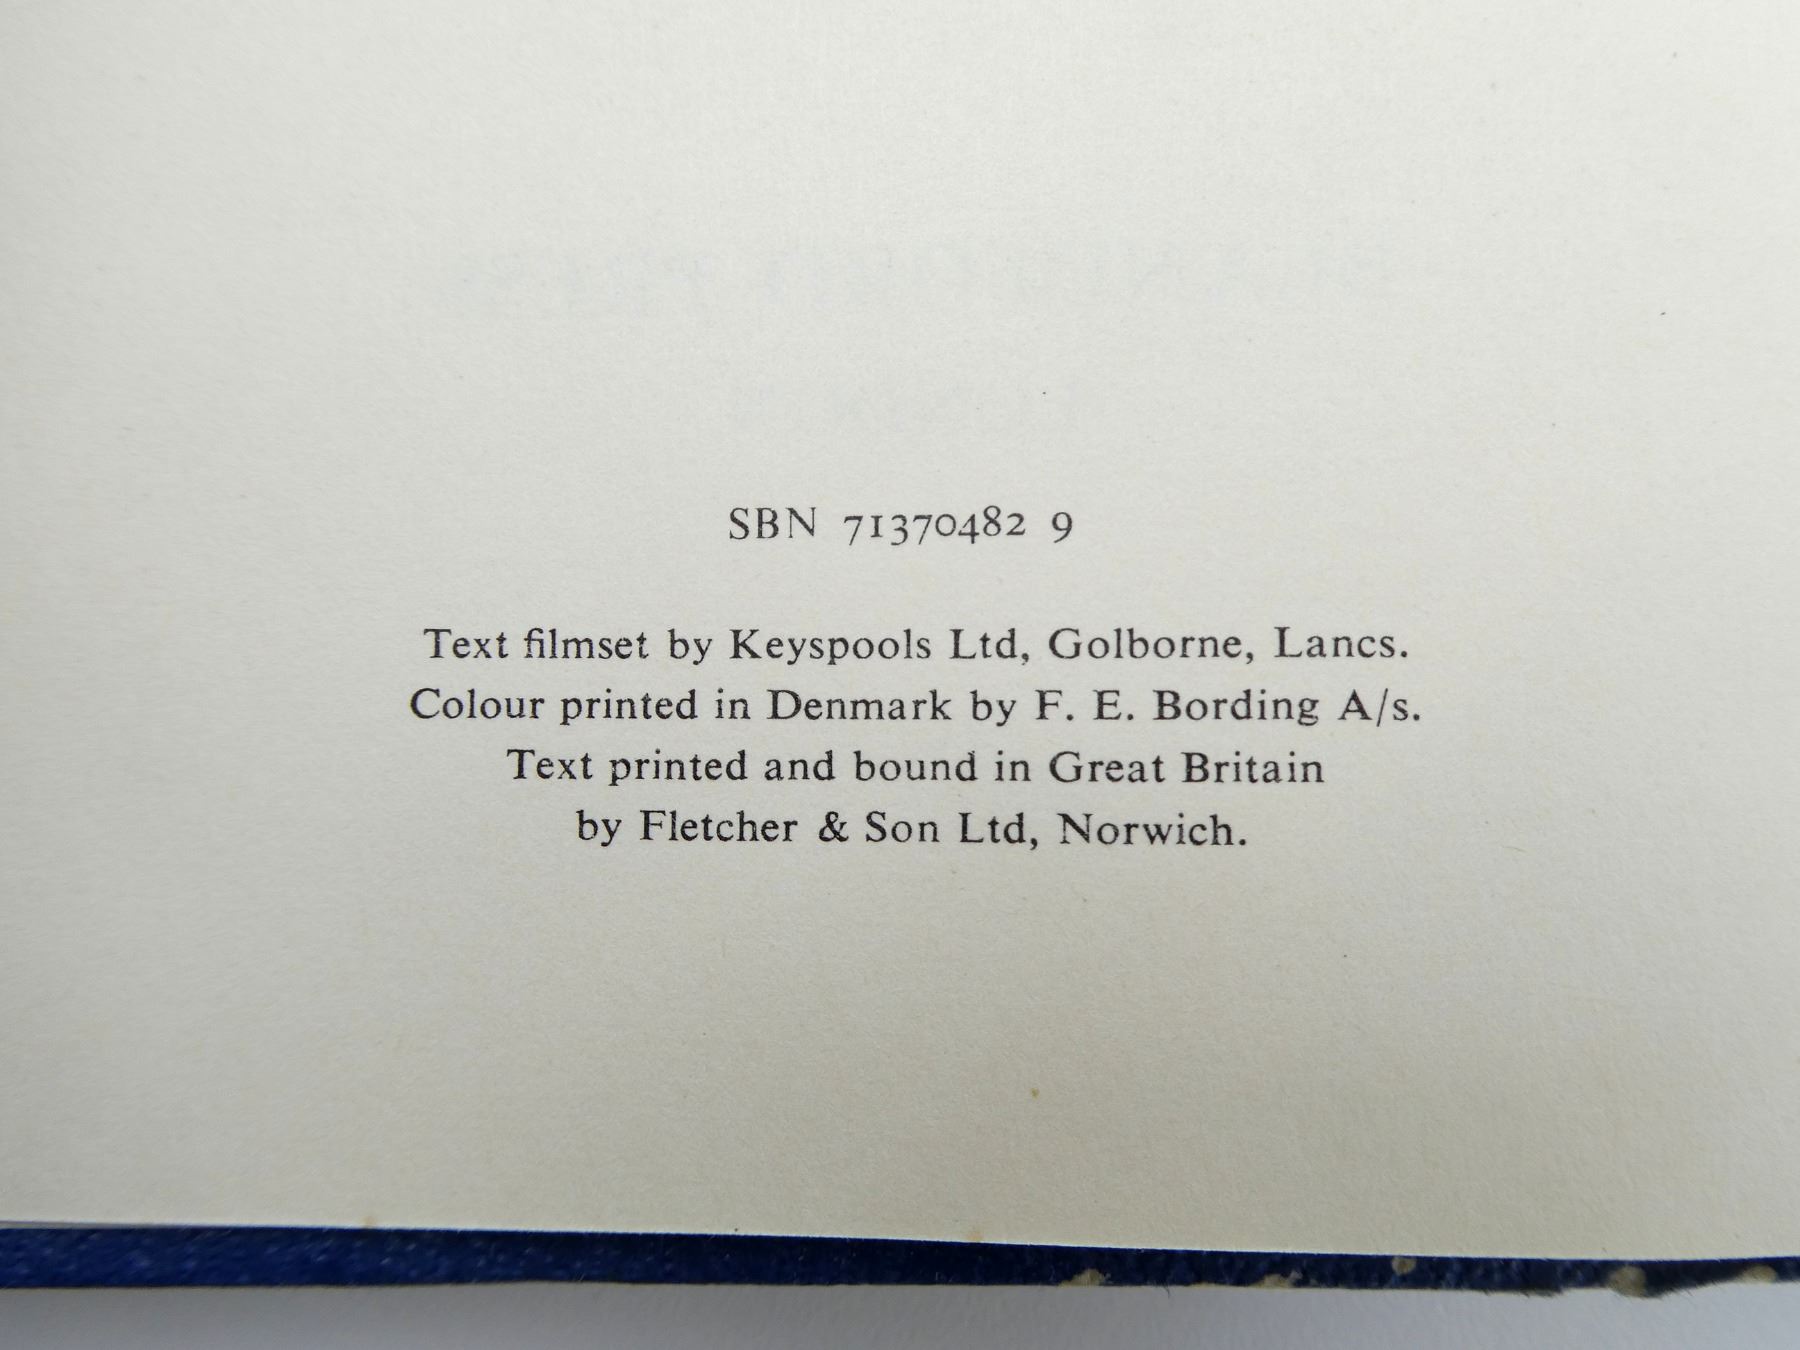 SBN 71370482 9
Text filmset by Keyspools Ltd, Golborne, Lancs.
Colour printed in Denmark by F. E. Bording A/s.
Text printed and bound in Great Britain
by Fletcher & Son Ltd, Norwich.